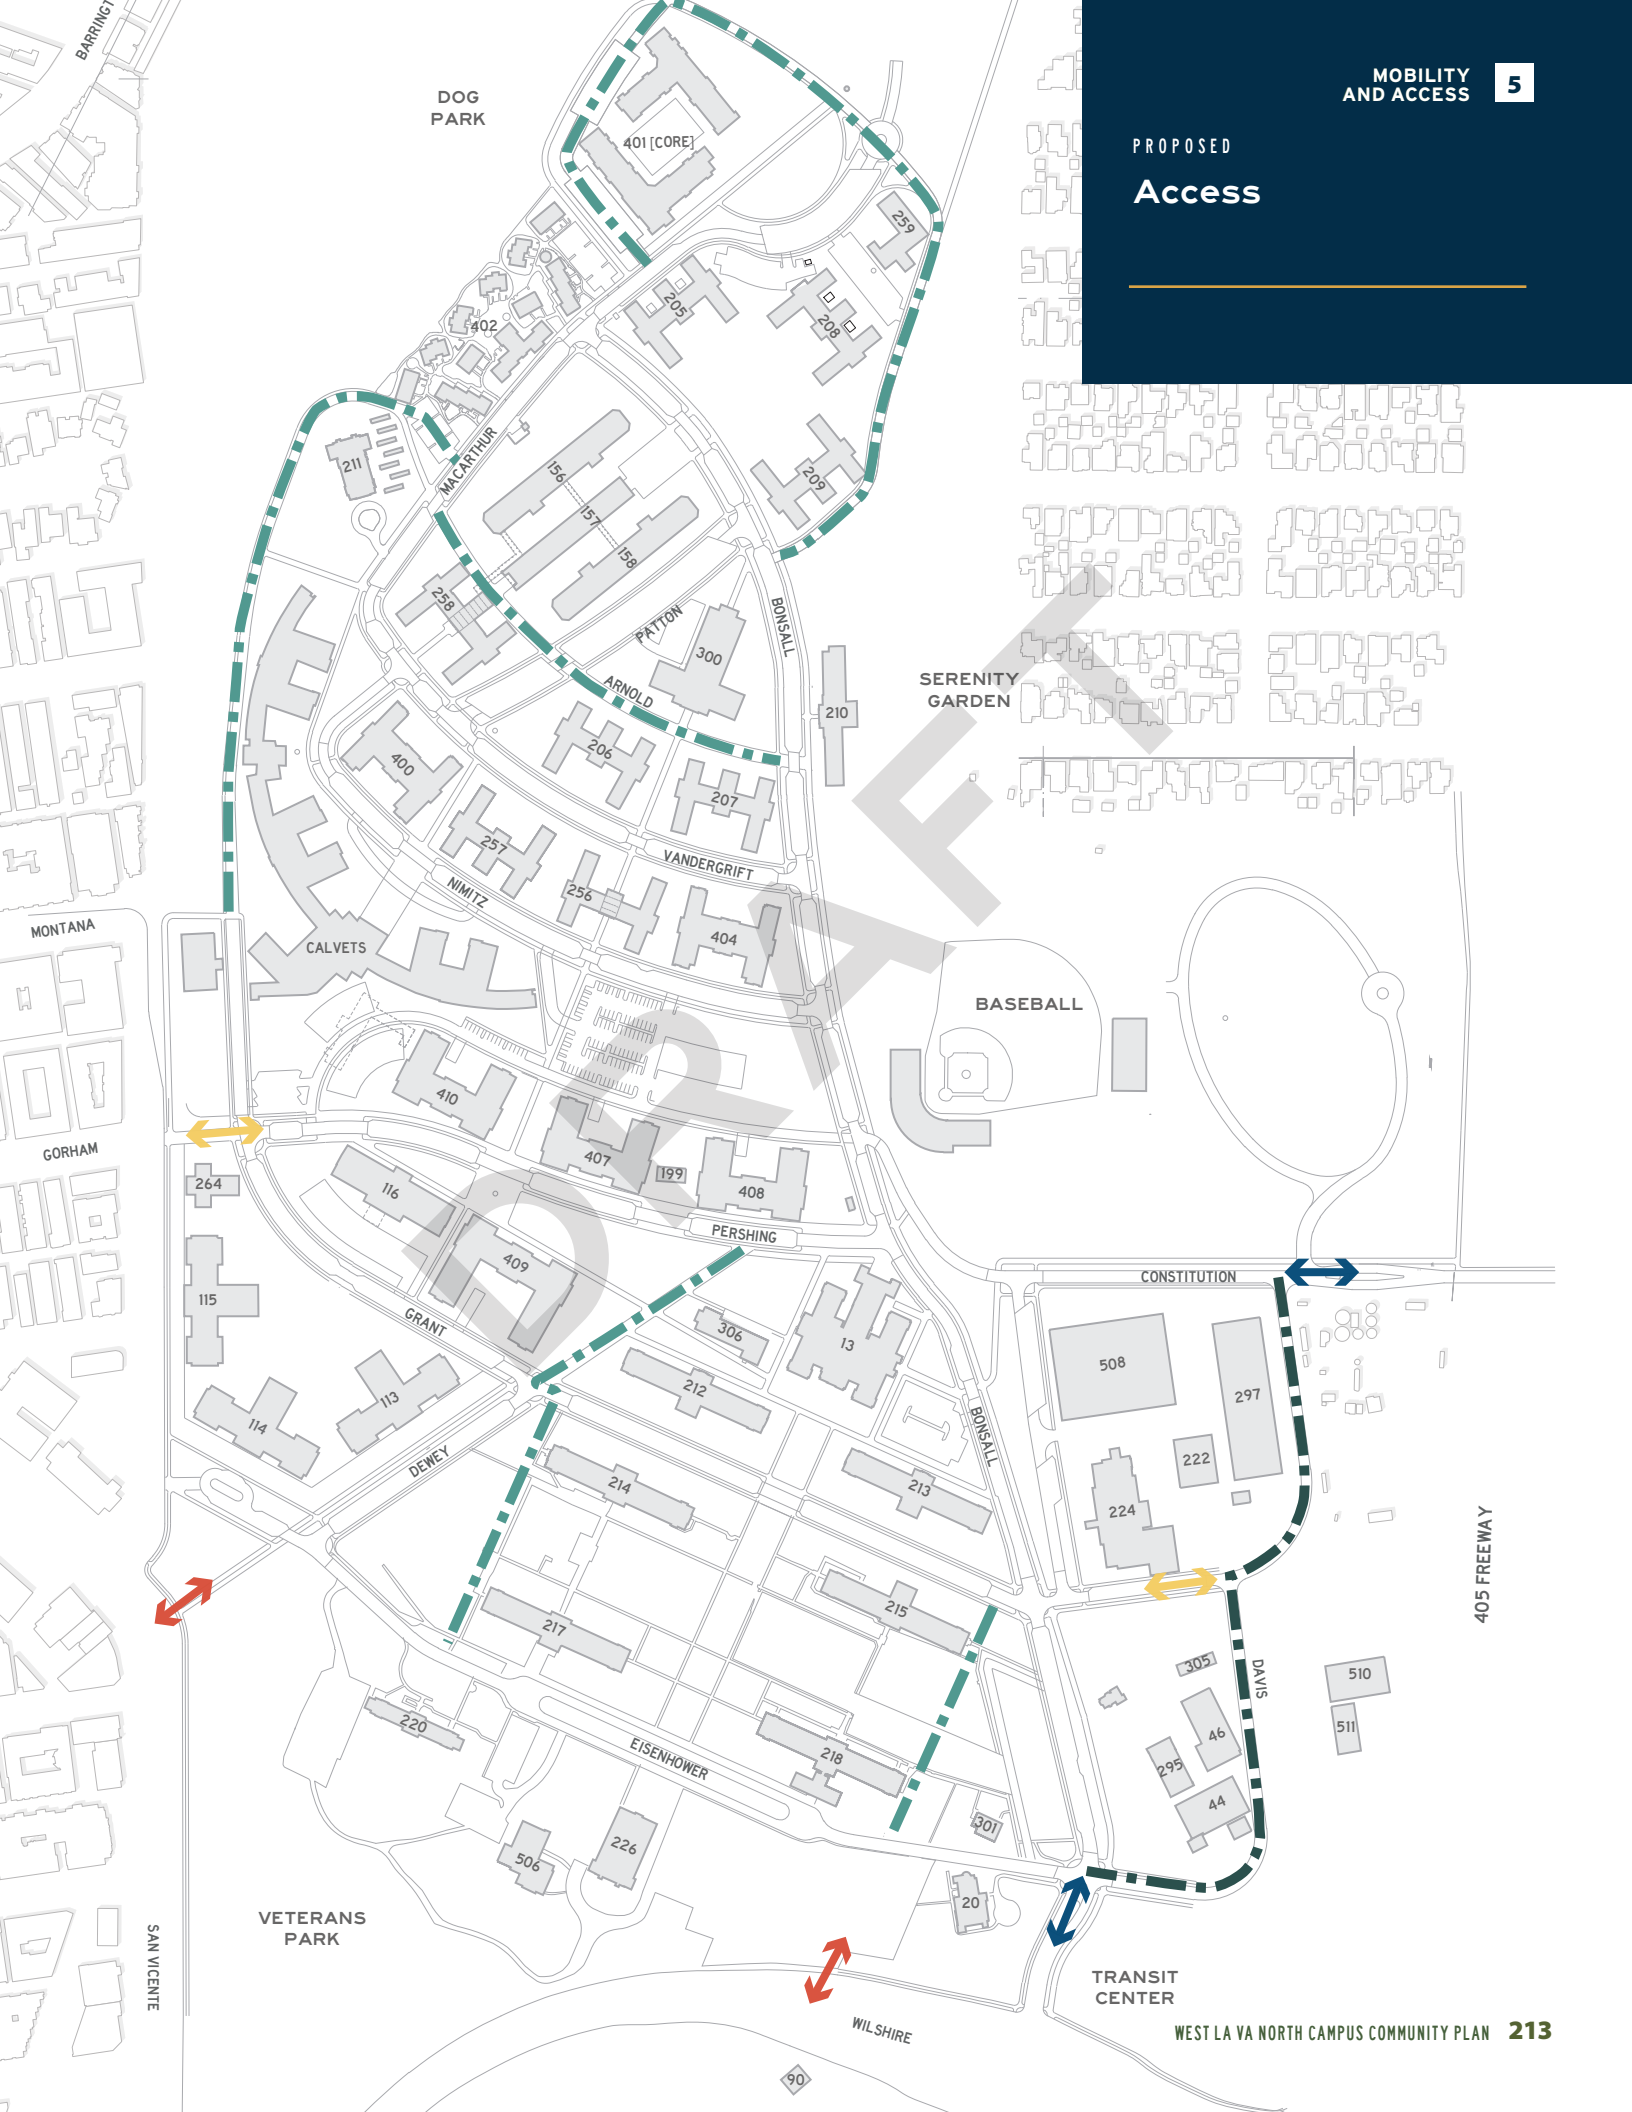 BARRINGT
MOBILITY
AND ACCESS
5
PROPOSED
Access
DOG
PARK
401 [CORE]
259
205
208
402
MACARTHUR
211
156
157
158
209
258
PATTON
BONSALL
300
ARNOLD
210
SERENITY
GARDEN
206
400
207
257
VANDERGRIFT
NIMITZ
256
404
MONTANA
CALVETS
BASEBALL
410
GORHAM
407
199
408
264
116
PERSHING
409
CONSTITUTION
115
GRANT
306
13
508
297
212
113
114
BONSALL
DEWEY
222
214
213
224
405 FREEWAY
215
217
305
DAVIS
510
511
46
220
EISENHOWER
218
295
44
301
226
506
20
VETERANS
PARK
SAN VICENTE
TRANSIT
CENTER
WILSHIRE
90
DRAFT
WEST LA VA NORTH CAMPUS COMMUNITY PLAN 213